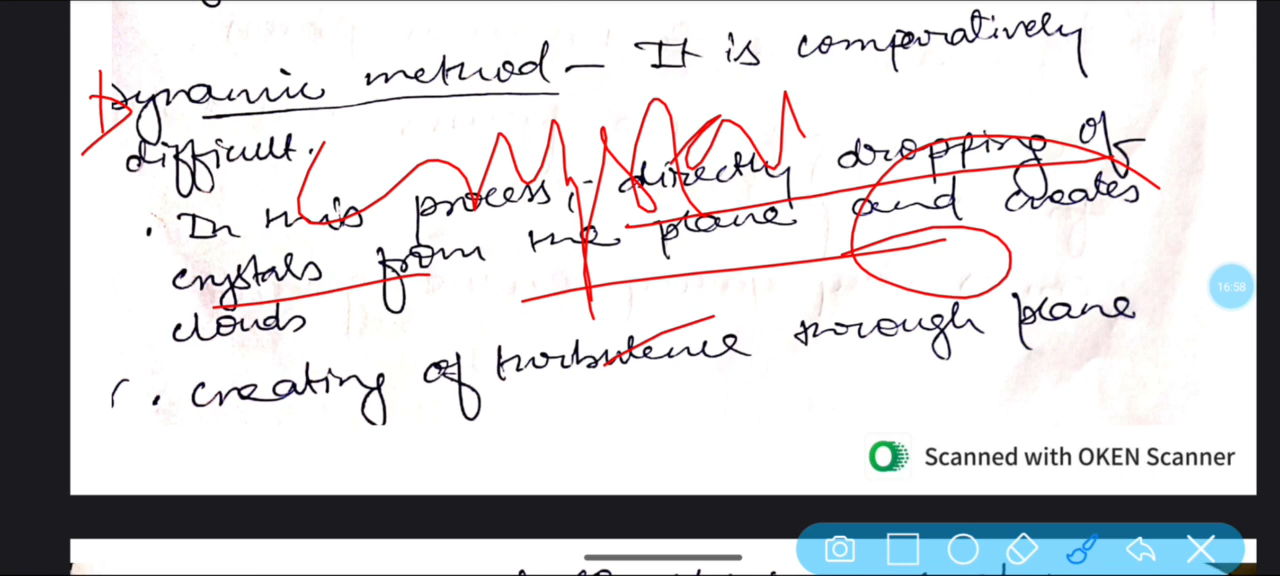 Dynamic method - It is comparatively
difficult.
. In this process, - directly dropping of
crystals from the plane and creates
clouds
. creating of turbulence through plane
Scanned with OKEN Scanner
16:58